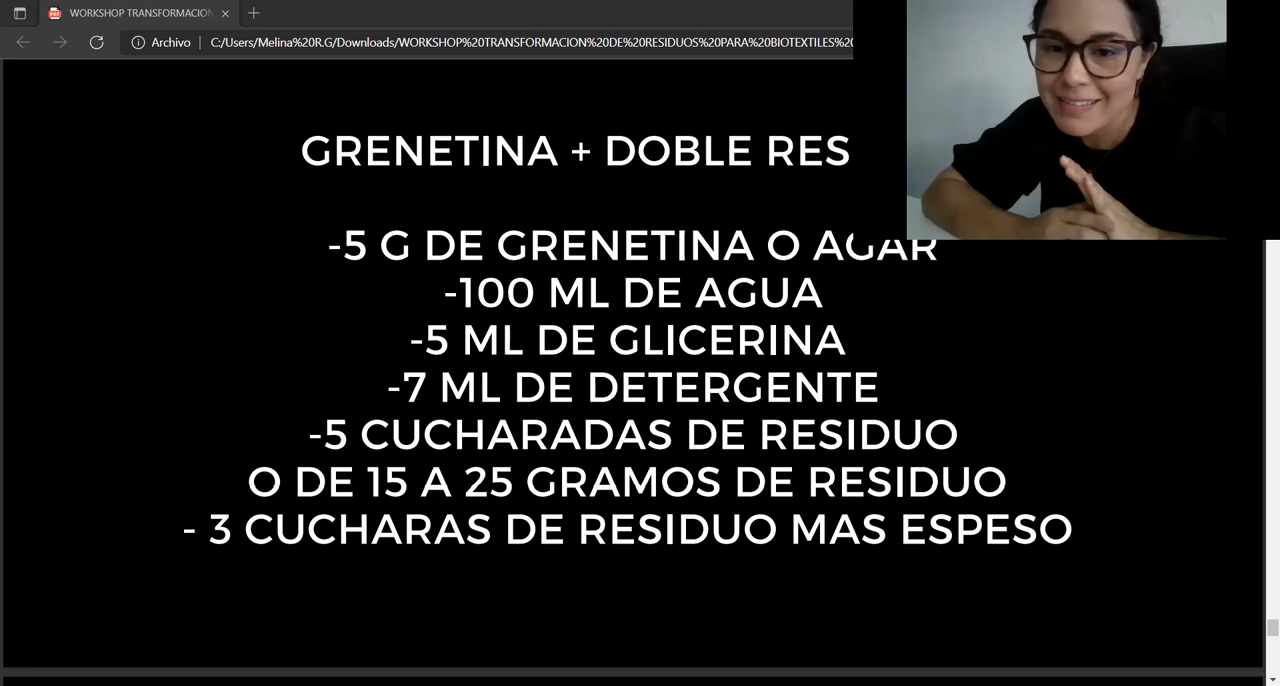 WORKSHOP TRANSFORMACION
Archivo
C:/Users/Melina%20R.G/Downloads/WORKSHOP%20TRANSFORMACION%20DE%20RESIDUOS%20PARA%20BIOTEXTILES%20
GRENETINA + DOBLE RES
-5 G DE GRENETINA O AGAR
-100 ML DE AGUA
-5 ML DE GLICERINA
-7 ML DE DETERGENTE
-5 CUCHARADAS DE RESIDUO
O DE 15 A 25 GRAMOS DE RESIDUO
- 3 CUCHARAS DE RESIDUO MAS ESPESO